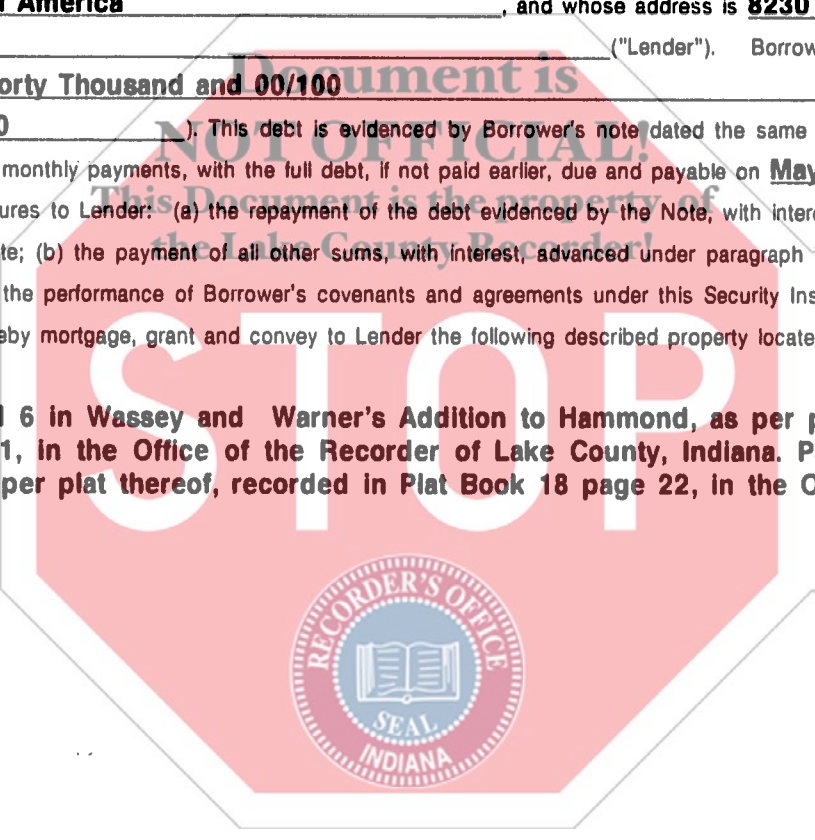 America, and whose address is 8230
("Lender"). Borrow
Document is
orty Thousand and 00/100
0). This debt is evidenced by Borrower's note dated the same
NOT OFFICIAL!
monthly payments, with the full debt, if not paid earlier, due and payable on May
This Document is the property of
ures to Lender: (a) the repayment of the debt evidenced by the Note, with intere
the Lake County Recorder!
te; (b) the payment of all other sums, with interest, advanced under paragraph
the performance of Borrower's covenants and agreements under this Security Ins
eby mortgage, grant and convey to Lender the following described property locate
STOP
6 in Wassey and Warner's Addition to Hammond, as per p
1, in the Office of the Recorder of Lake County, Indiana. P
per plat thereof, recorded in Plat Book 18 page 22, in the O
RECORDER'S OFFICE
SEAL
INDIANA